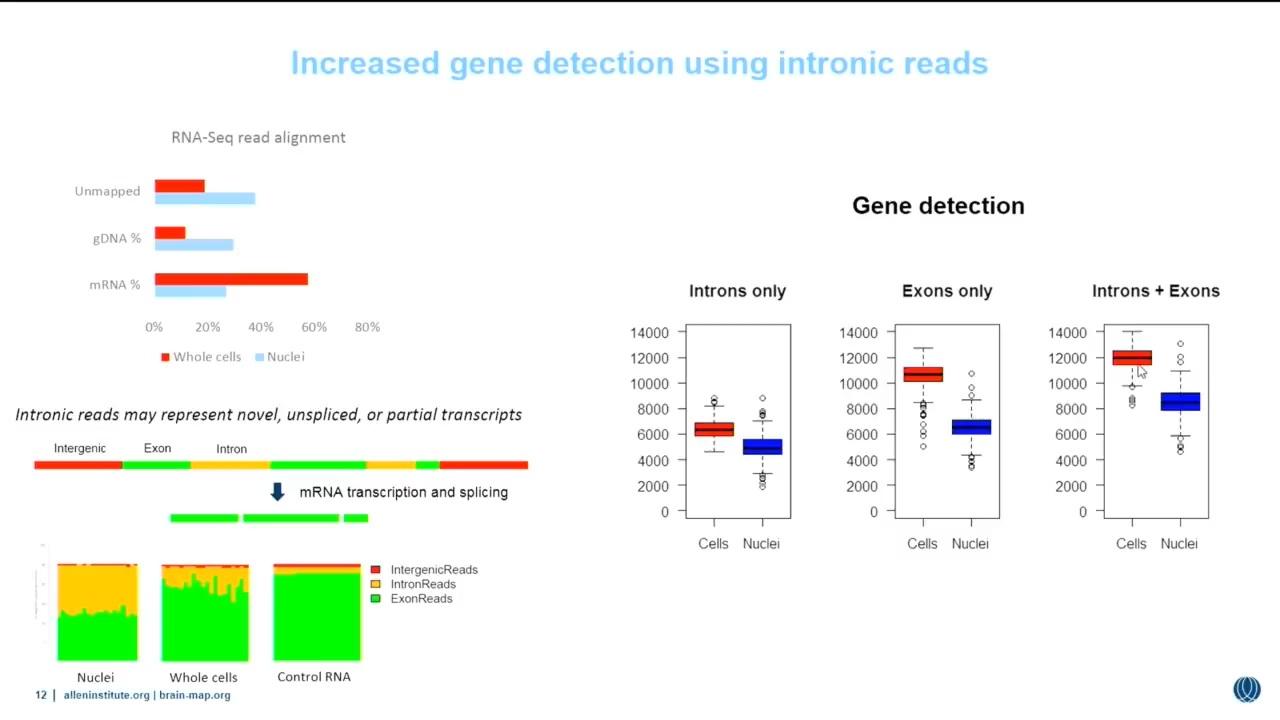 Increased gene detection using intronic reads
RNA-Seq read alignment
Unmapped
gDNA %
mRNA %
0% 20% 40% 60% 80%
Whole cells Nuclei
Intronic reads may represent novel, unspliced, or partial transcripts
Intergenic Exon Intron
mRNA transcription and splicing
IntergenicReads
IntronReads
ExonReads
Nuclei Whole cells Control RNA
Gene detection
Introns only
14000
12000
10000
8000
6000
4000
2000
0
Cells Nuclei
Exons only
14000
12000
10000
8000
6000
4000
2000
0
Cells Nuclei
Introns + Exons
14000
12000
10000
8000
6000
4000
2000
0
Cells Nuclei
12 | alleninstitute.org | brain-map.org